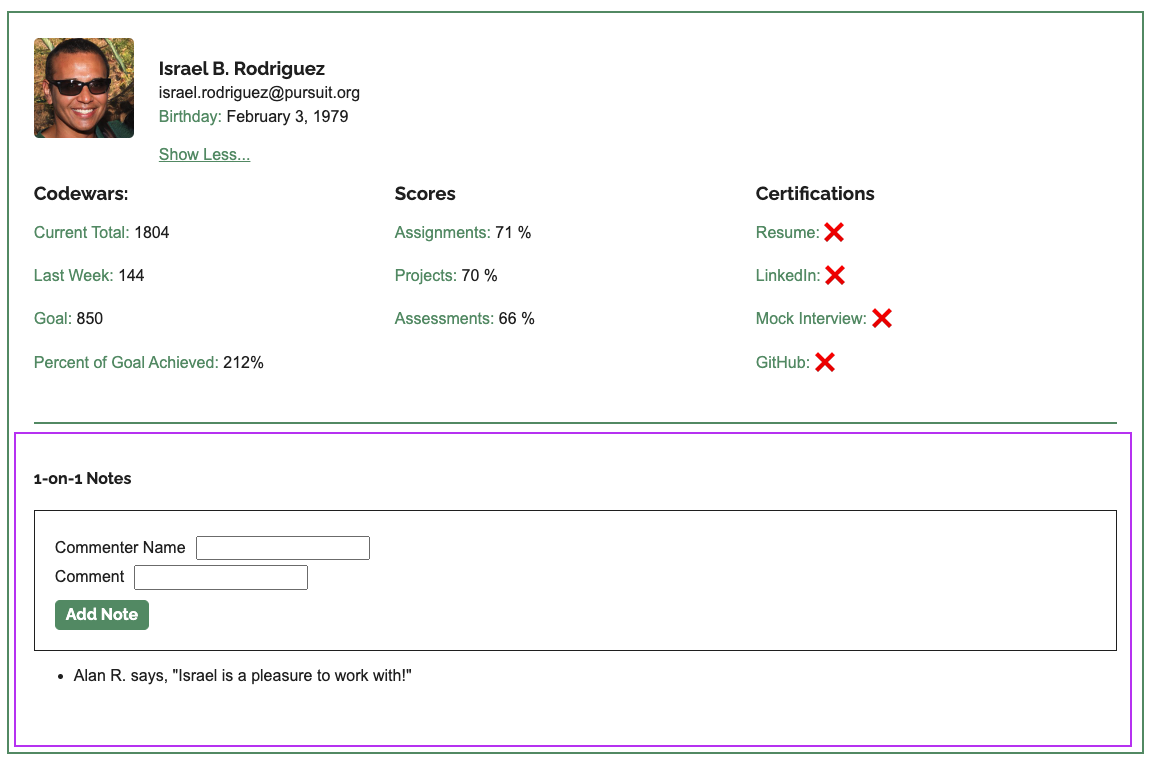 Israel B. Rodriguez
israel.rodriguez@pursuit.org
Birthday: February 3, 1979
Show Less...
Codewars:
Current Total: 1804
Last Week: 144
Goal: 850
Percent of Goal Achieved: 212%
Scores
Assignments: 71 %
Projects: 70 %
Assessments: 66 %
Certifications
Resume: ❌
LinkedIn: ❌
Mock Interview: ❌
GitHub: ❌
1-on-1 Notes
Commenter Name
Comment
Add Note
• Alan R. says, "Israel is a pleasure to work with!"